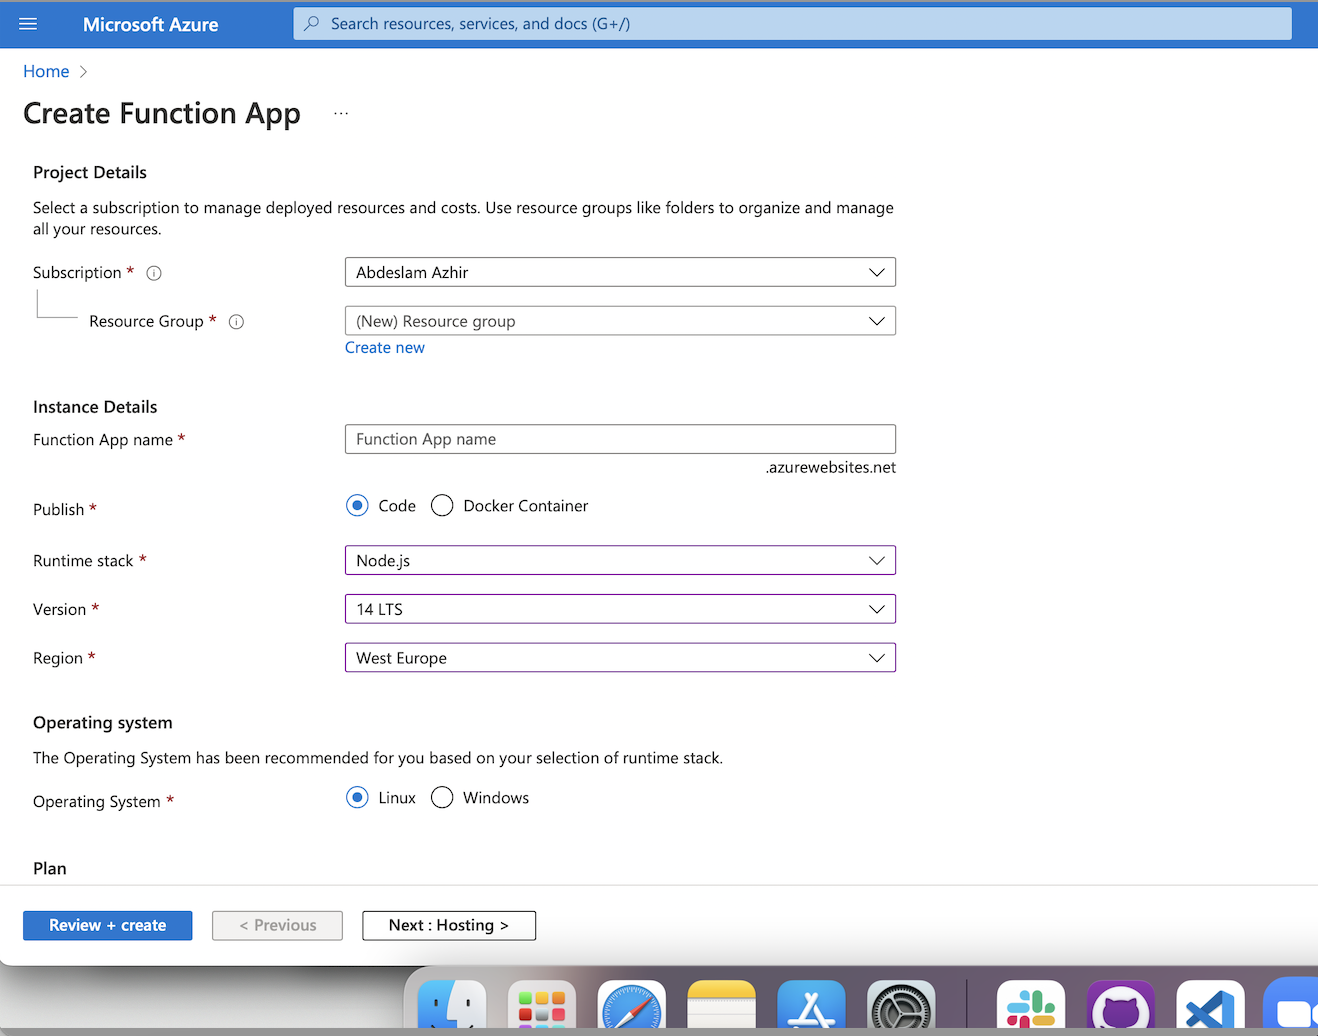 Microsoft Azure
Search resources, services, and docs (G+/)
Home
Create Function App ...
Project Details
Select a subscription to manage deployed resources and costs. Use resource groups like folders to organize and manage
all your resources.
Subscription *
Abdeslam Azhir
Resource Group *
(New) Resource group
Create new
Instance Details
Function App name *
Function App name
.azurewebsites.net
Publish *
Code
Docker Container
Runtime stack *
Node.js
Version *
14 LTS
Region *
West Europe
Operating system
The Operating System has been recommended for you based on your selection of runtime stack.
Operating System *
Linux
Windows
Plan
Review + create
< Previous
Next : Hosting >